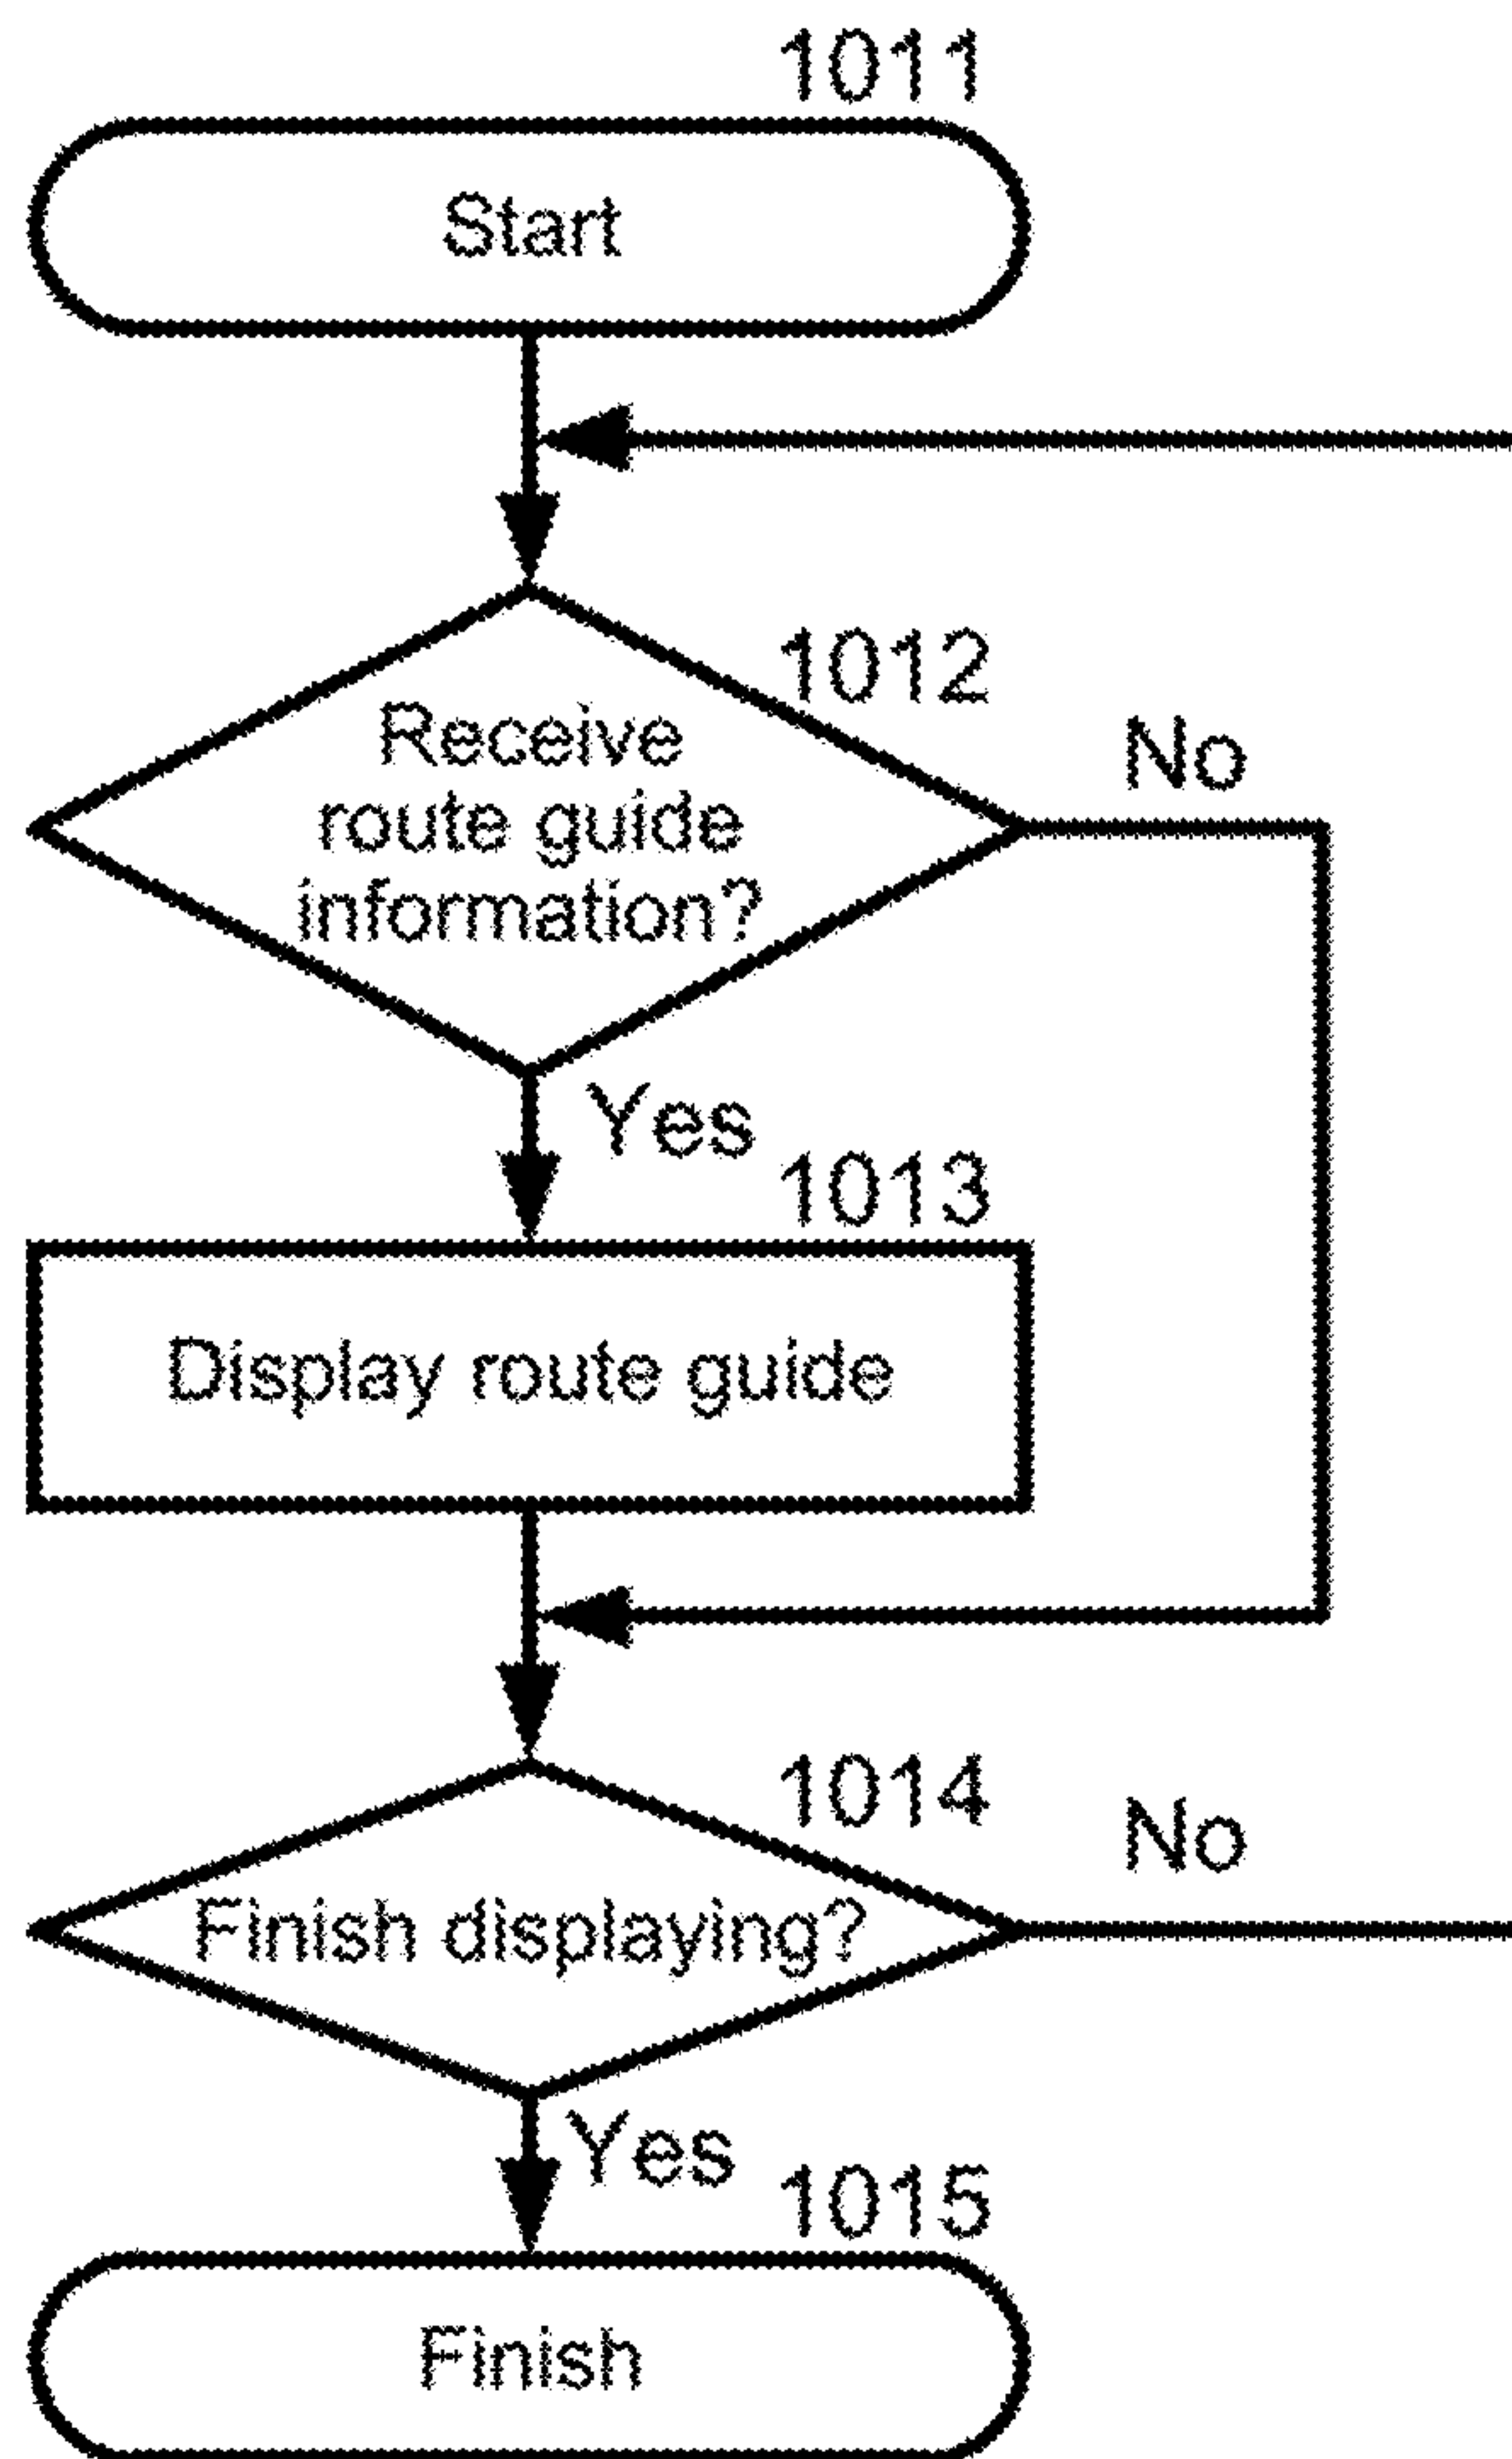 1011
Start
1012
Receive
route guide
information?
No
Yes
1013
Display route guide
1014
No
Finish displaying?
Yes
1015
Finish